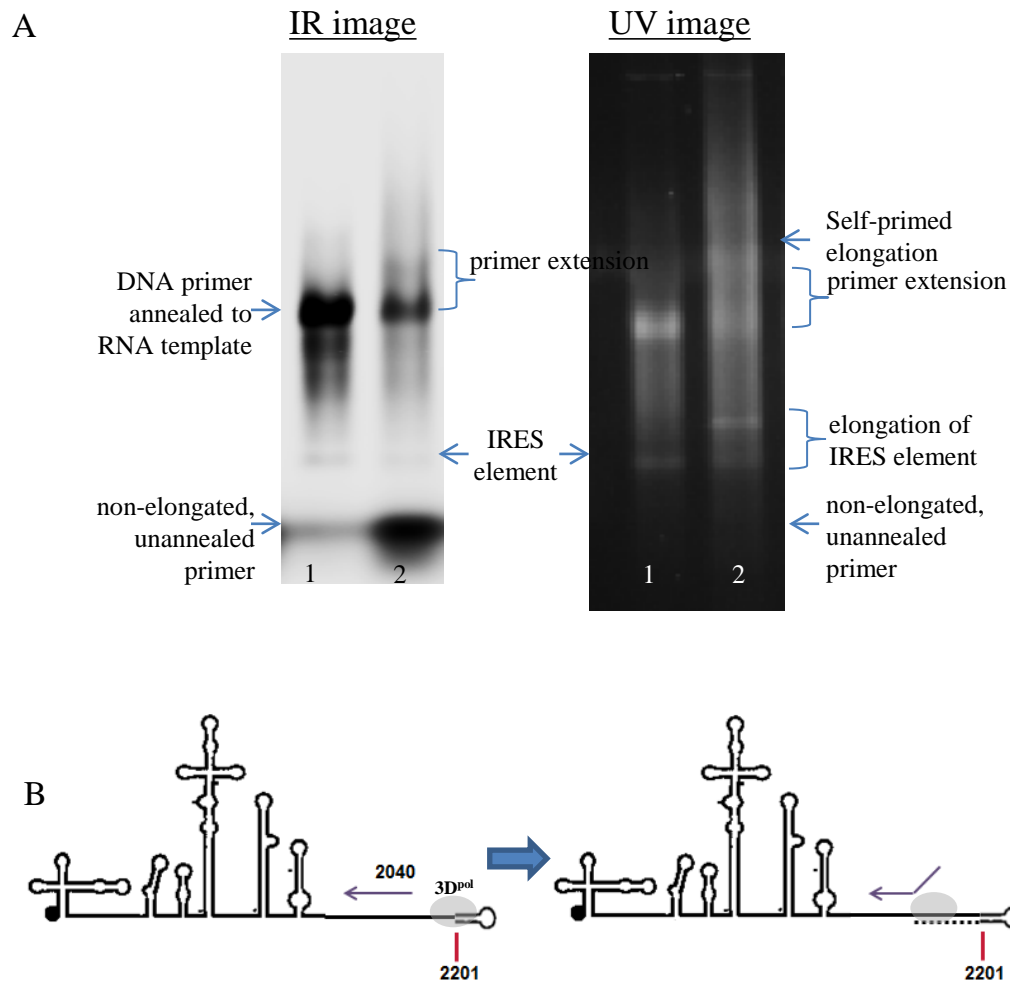 A
IR image
UV image
DNA primer
annealed to
RNA template
primer extension
IRES
element
non-elongated,
unannealed
primer
1
2
Self-primed
elongation
primer extension
elongation of
IRES element
non-elongated,
unannealed
primer
1
2
B
2040
3Dpol
2201
2201